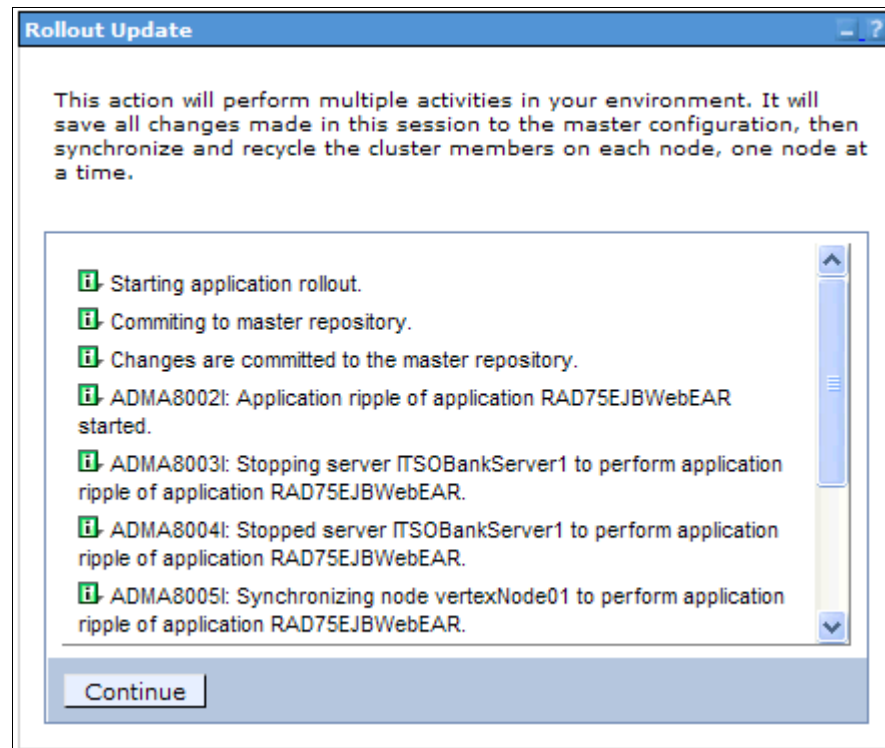 Rollout Update
This action will perform multiple activities in your environment. It will
save all changes made in this session to the master configuration, then
synchronize and recycle the cluster members on each node, one node at
a time.
Starting application rollout.
Commiting to master repository.
Changes are committed to the master repository.
ADMA8002I: Application ripple of application RAD75EJBWebEAR
started.
ADMA8003I: Stopping server ITSOBankServer1 to perform application
ripple of application RAD75EJBWebEAR.
ADMA8004I: Stopped server ITSOBankServer1 to perform application
ripple of application RAD75EJBWebEAR.
ADMA8005I: Synchronizing node vertexNode01 to perform application
ripple of application RAD75EJBWebEAR.
Continue